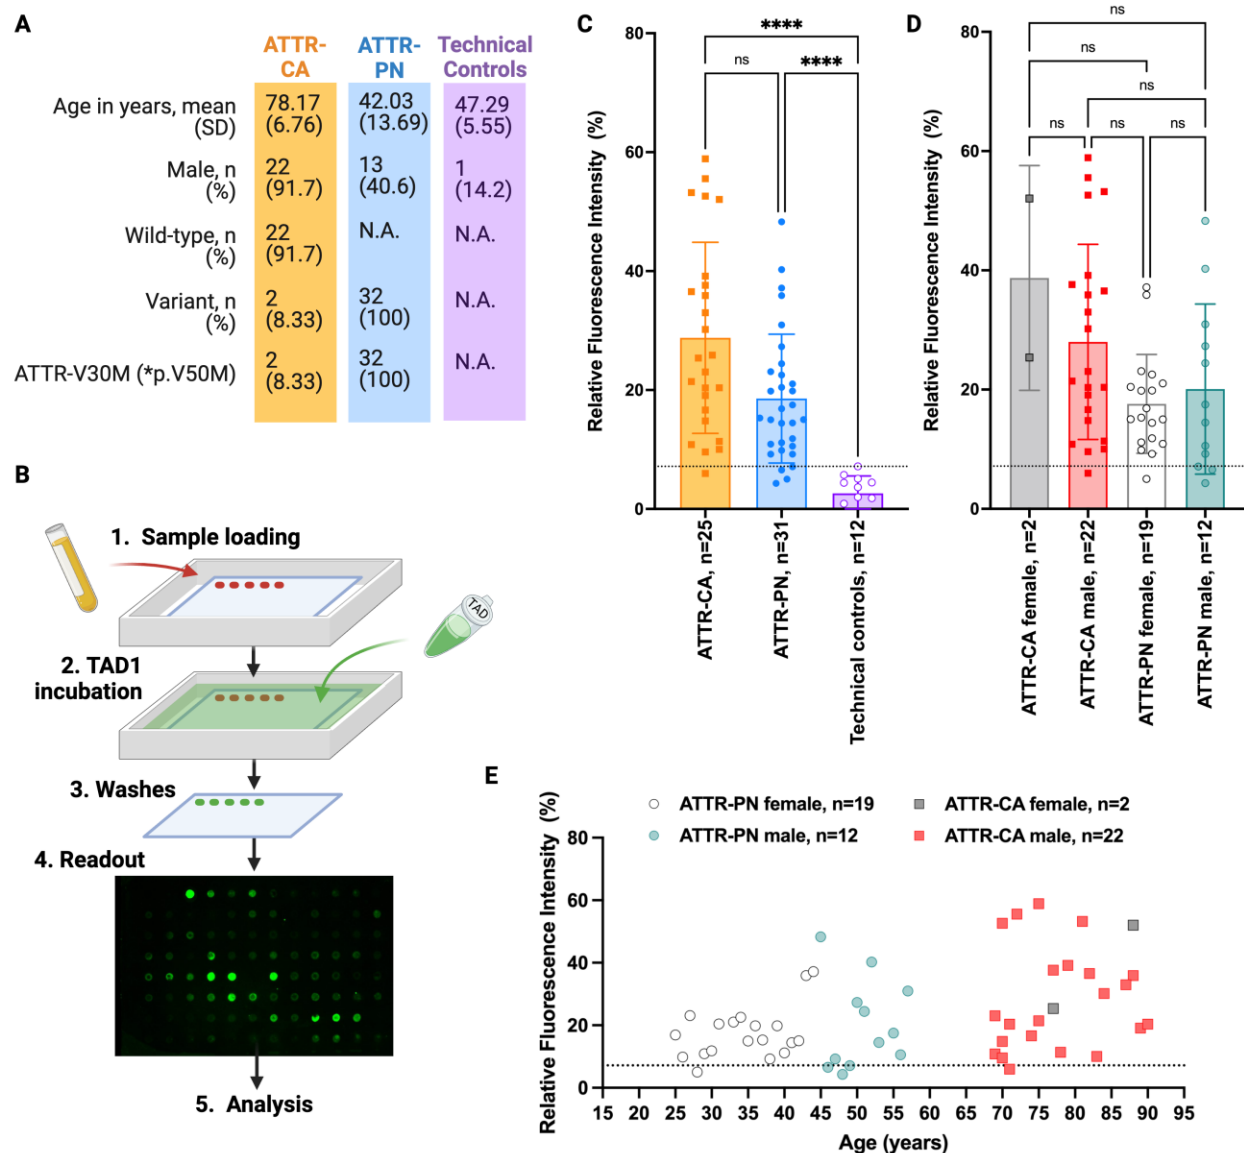 A
ATTR-
CA
ATTR-
PN
Technical
Controls
Age in years, mean
(SD)
78.17
(6.76)
42.03
(13.69)
47.29
(5.55)
Male, n
(%)
22
(91.7)
13
(40.6)
1
(14.2)
Wild-type, n
(%)
22
(91.7)
N.A.
N.A.
Variant, n
(%)
2
(8.33)
32
(100)
N.A.
ATTR-V30M (*p.V50M)
2
(8.33)
32
(100)
N.A.
B
1. Sample loading
TAD
2. TAD1
incubation
3. Washes
4. Readout
5. Analysis
C
Relative Fluorescence Intensity (%)
80
60
40
20
0
****
ns
****
ATTR-CA, n=25
ATTR-PN, n=31
Technical controls, n=12
D
Relative Fluorescence Intensity (%)
80
60
40
20
0
ns
ns
ns
ns
ns
ns
ATTR-CA female, n=2
ATTR-CA male, n=22
ATTR-PN female, n=19
ATTR-PN male, n=12
E
ATTR-PN female, n=19
ATTR-CA female, n=2
ATTR-PN male, n=12
ATTR-CA male, n=22
Relative Fluorescence Intensity (%)
80
60
40
20
0
15 20 25 30 35 40 45 50 55 60 65 70 75 80 85 90 95
Age (years)